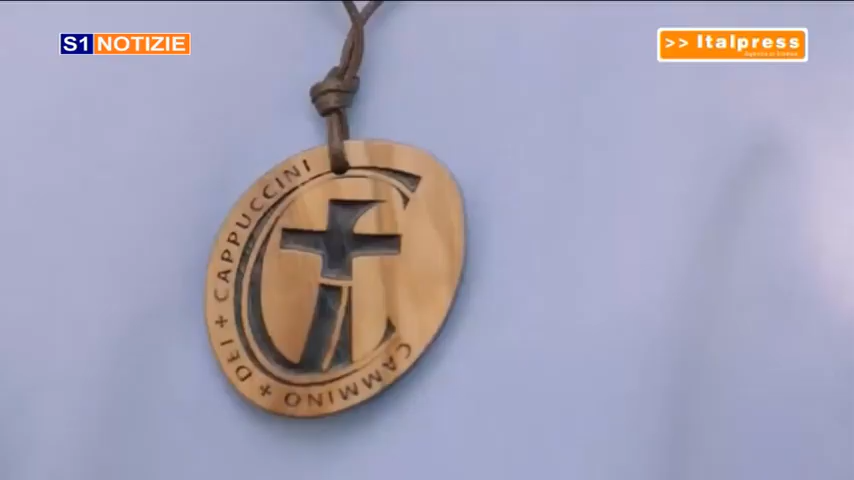 S1 NOTIZIE
>> Italpress
CAMMINO + DEI + CAPPUCCINI